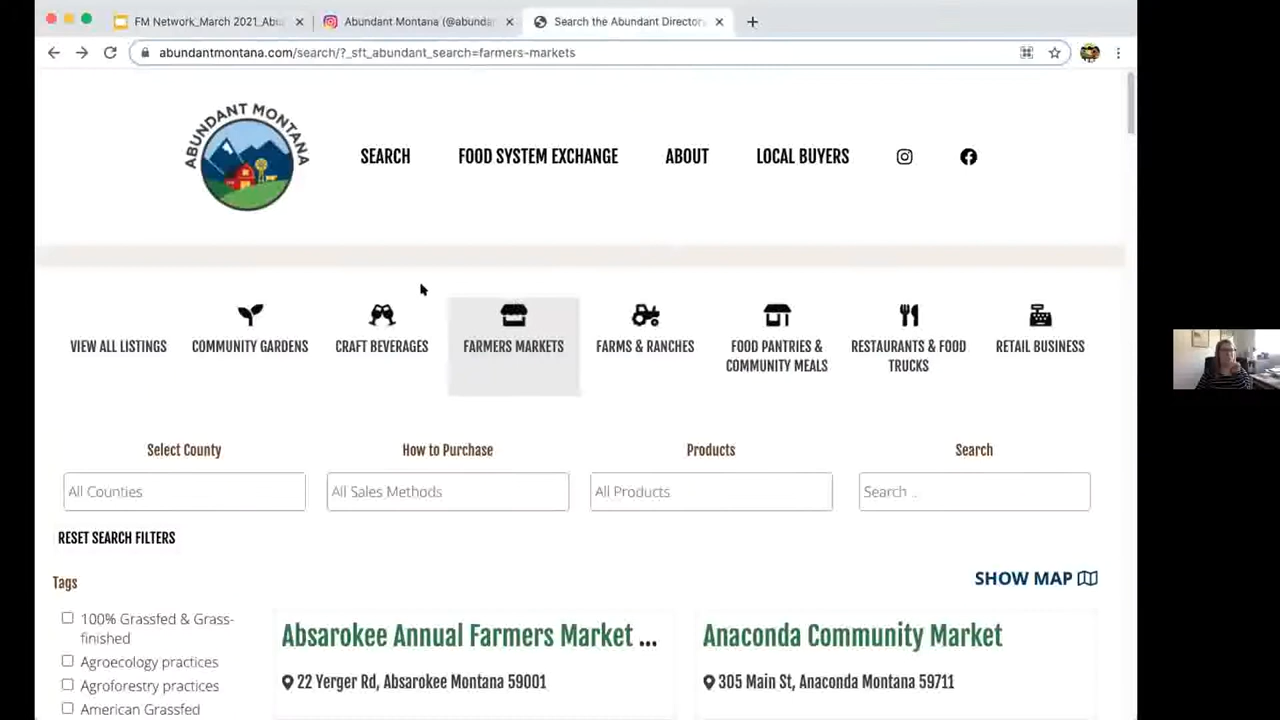 FM Network_March 2021_Abu
Abundant Montana (@abundan
Search the Abundant Directory
abundantmontana.com/search/?_sft_abundant_search=farmers-markets
ABUNDANT MONTANA
SEARCH
FOOD SYSTEM EXCHANGE
ABOUT
LOCAL BUYERS
VIEW ALL LISTINGS
COMMUNITY GARDENS
CRAFT BEVERAGES
FARMERS MARKETS
FARMS & RANCHES
FOOD PANTRIES &
COMMUNITY MEALS
RESTAURANTS & FOOD
TRUCKS
RETAIL BUSINESS
Select County
How to Purchase
Products
Search
All Counties
All Sales Methods
All Products
Search ..
RESET SEARCH FILTERS
Tags
SHOW MAP
100% Grassfed & Grass-
finished
Agroecology practices
Agroforestry practices
American Grassfed
Absarokee Annual Farmers Market ...
22 Yerger Rd, Absarokee Montana 59001
Anaconda Community Market
305 Main St, Anaconda Montana 59711